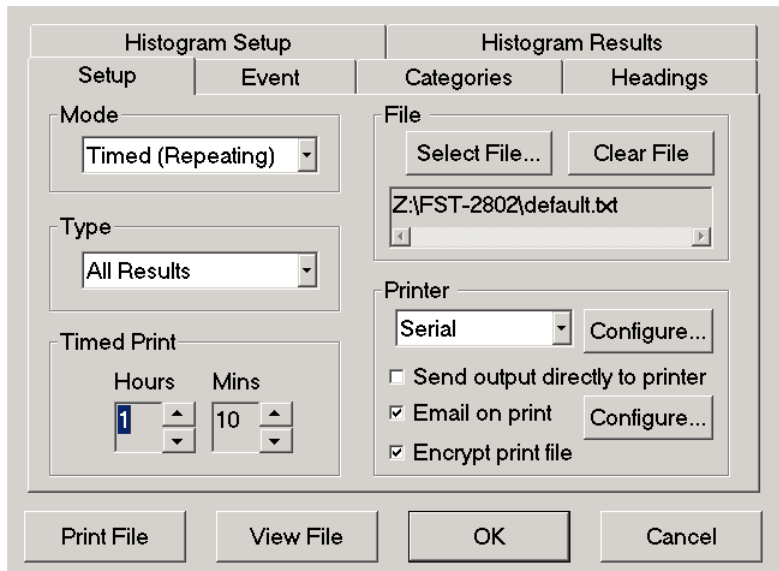 Histogram Setup Histogram Results
Setup Event Categories Headings
Mode
Timed (Repeating)
Type
All Results
Timed Print
Hours Mins
1 10
File
Select File... Clear File
Z:\FST-2802\default.txt
Printer
Serial Configure...
Send output directly to printer
Email on print Configure...
Encrypt print file
Print File View File OK Cancel